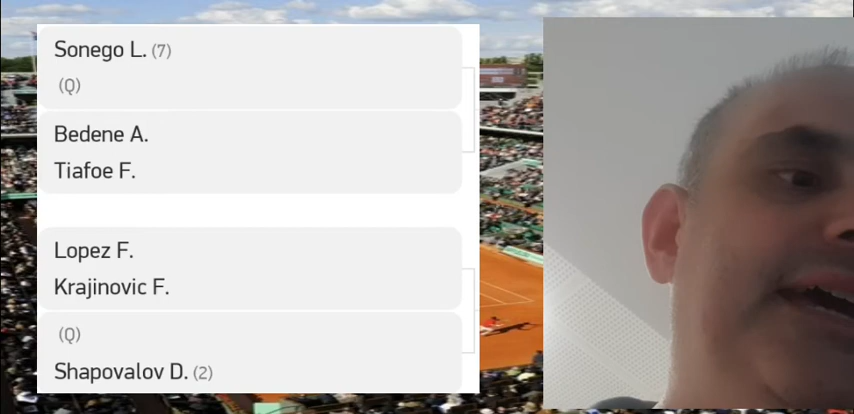 Sonego L. (7)
(Q)
Bedene A.
Tiafoe F.
Lopez F.
Krajinovic F.
(Q)
Shapovalov D. (2)